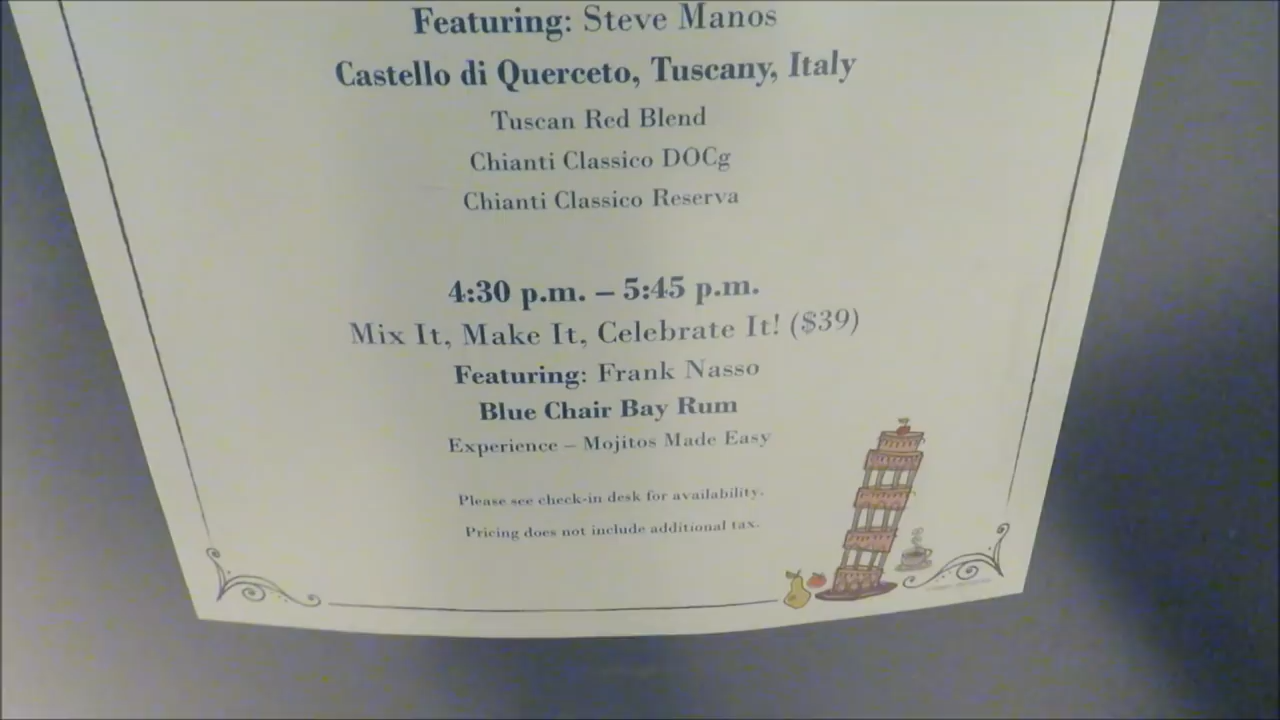 Featuring: Steve Manos
Castello di Querceto, Tuscany, Italy
Tuscan Red Blend
Chianti Classico DOCg
Chianti Classico Reserva
4:30 p.m. – 5:45 p.m.
Mix It, Make It, Celebrate It! ($39)
Featuring: Frank Nasso
Blue Chair Bay Rum
Experience – Mojitos Made Easy
Please see check-in desk for availability.
Pricing does not include additional tax.